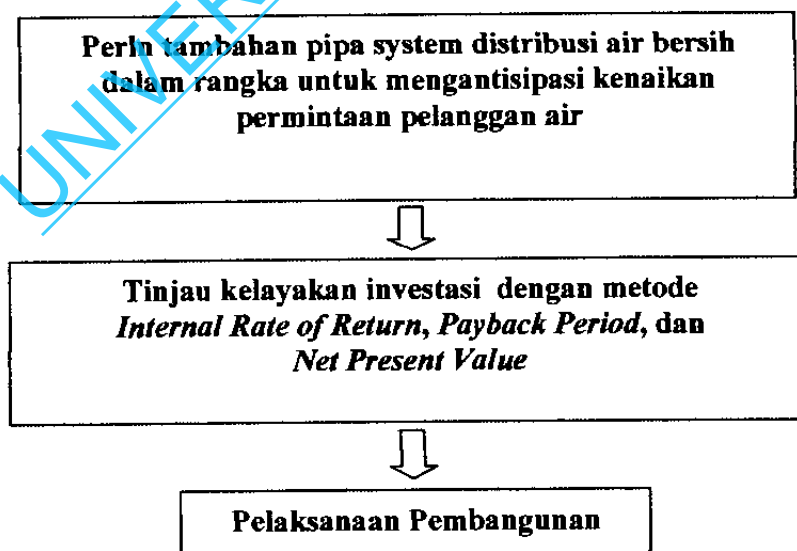 UNIVER
Perlu tambahan pipa system distribusi air bersih
dalam rangka untuk mengantisipasi kenaikan
permintaan pelanggan air
Tinjau kelayakan investasi dengan metode
Internal Rate of Return, Payback Period, dan
Net Present Value
Pelaksanaan Pembangunan